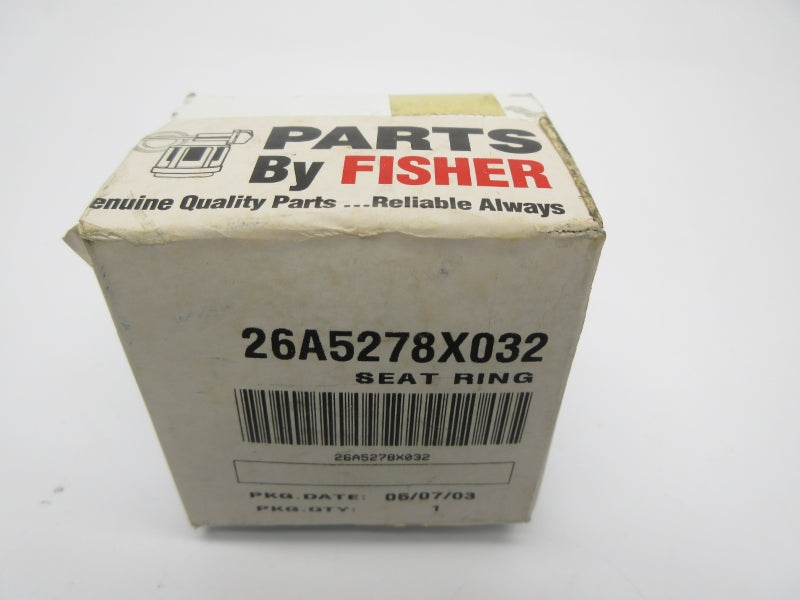 PARTS
By FISHER
enuine Quality Parts ...Reliable Always
26A5278X032
SEAT RING
26A5278X032
PKG.DATE: 05/07/03
PKG.QTY: 1